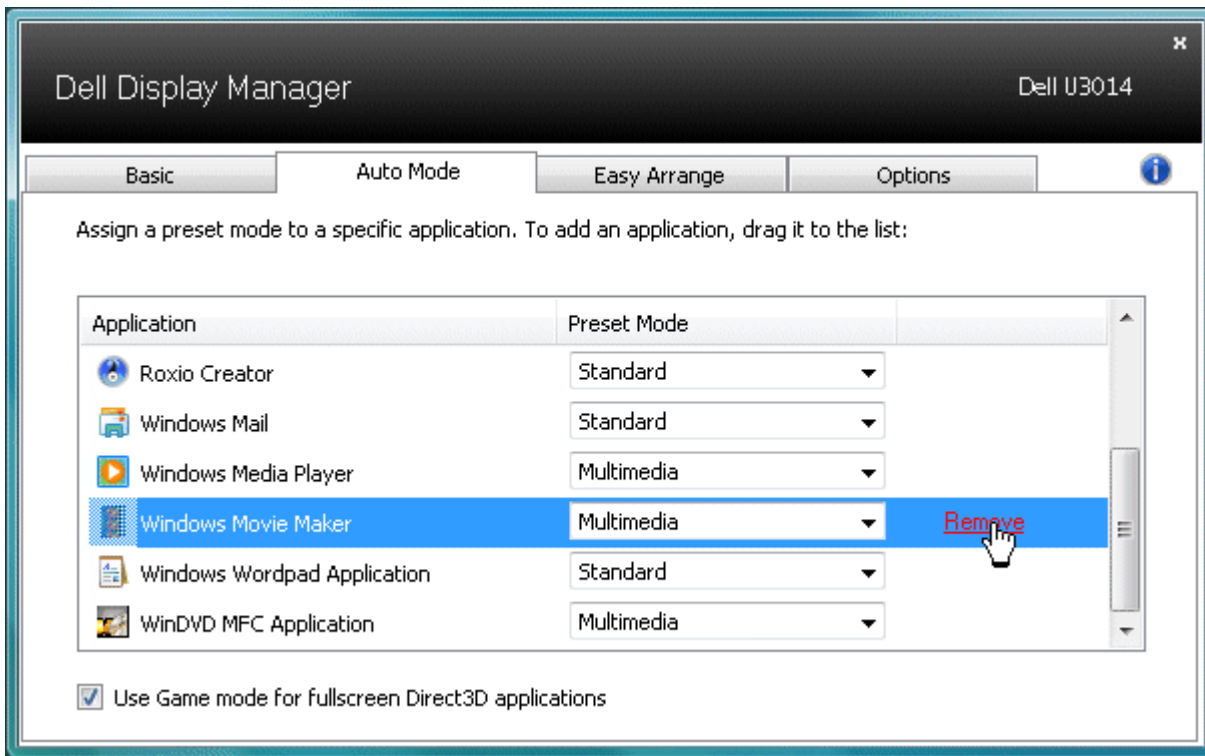 x
Dell Display Manager
Dell U3014
Basic
Auto Mode
Easy Arrange
Options
i
Assign a preset mode to a specific application. To add an application, drag it to the list:
Application Preset Mode
Roxio Creator Standard
Windows Mail Standard
Windows Media Player Multimedia
Windows Movie Maker Multimedia Remove
Windows Wordpad Application Standard
WinDVD MFC Application Multimedia
Use Game mode for fullscreen Direct3D applications